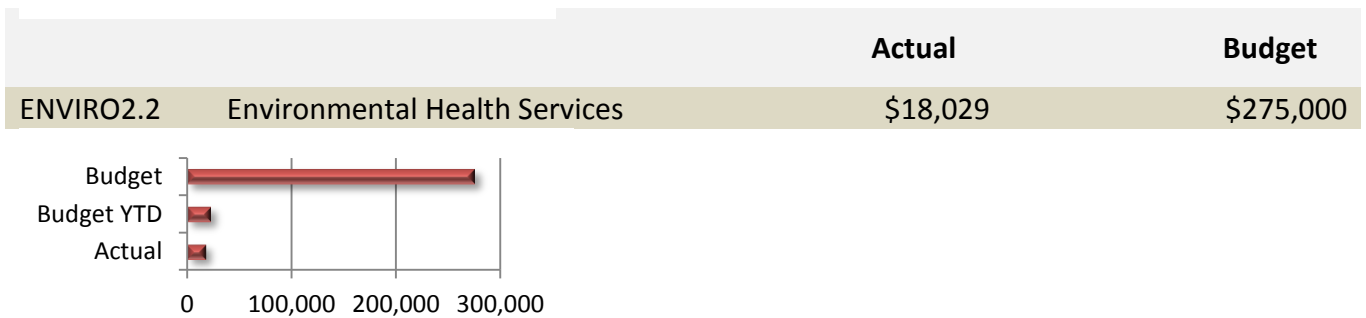 Actual Budget
ENVIRO2.2 Environmental Health Services $18,029 $275,000
Budget
Budget YTD
Actual
0 100,000 200,000 300,000